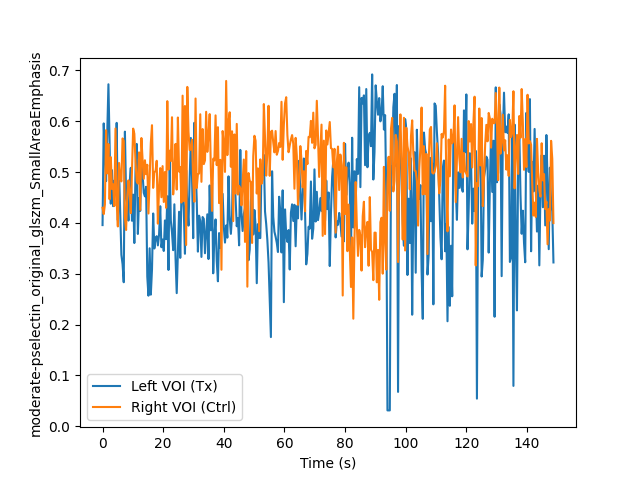 moderate-pselectin_original_glszm_SmallAreaEmphasis
0.7
0.6
0.5
0.4
0.3
0.2
0.1
0.0
Left VOI (Tx)
Right VOI (Ctrl)
0 20 40 60 80 100 120 140
Time (s)